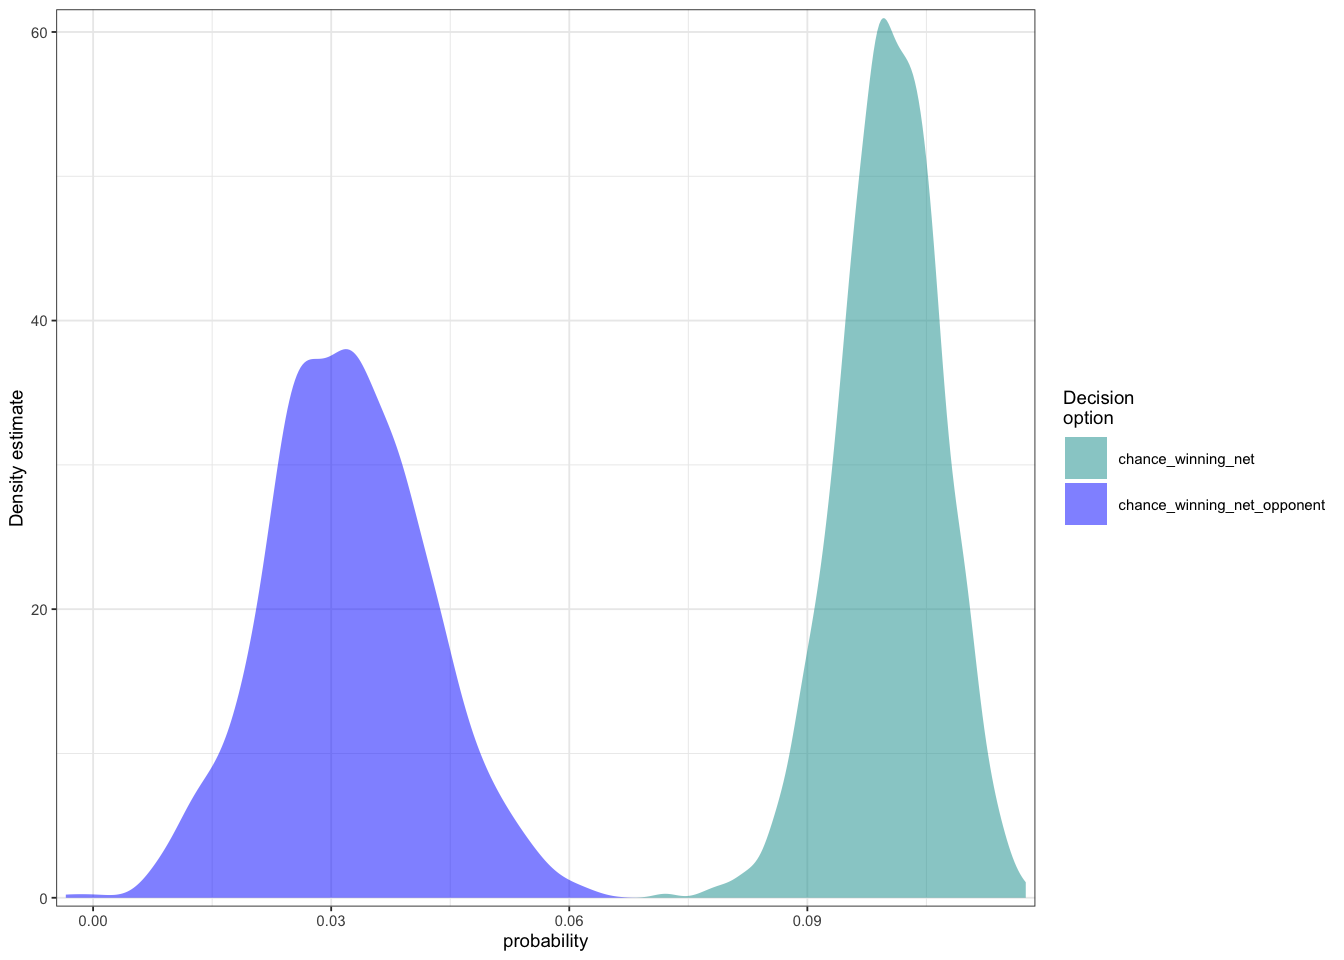 60
40
20
0
Density estimate
0.00
0.03
0.06
0.09
probability
Decision
option
chance_winning_net
chance_winning_net_opponent